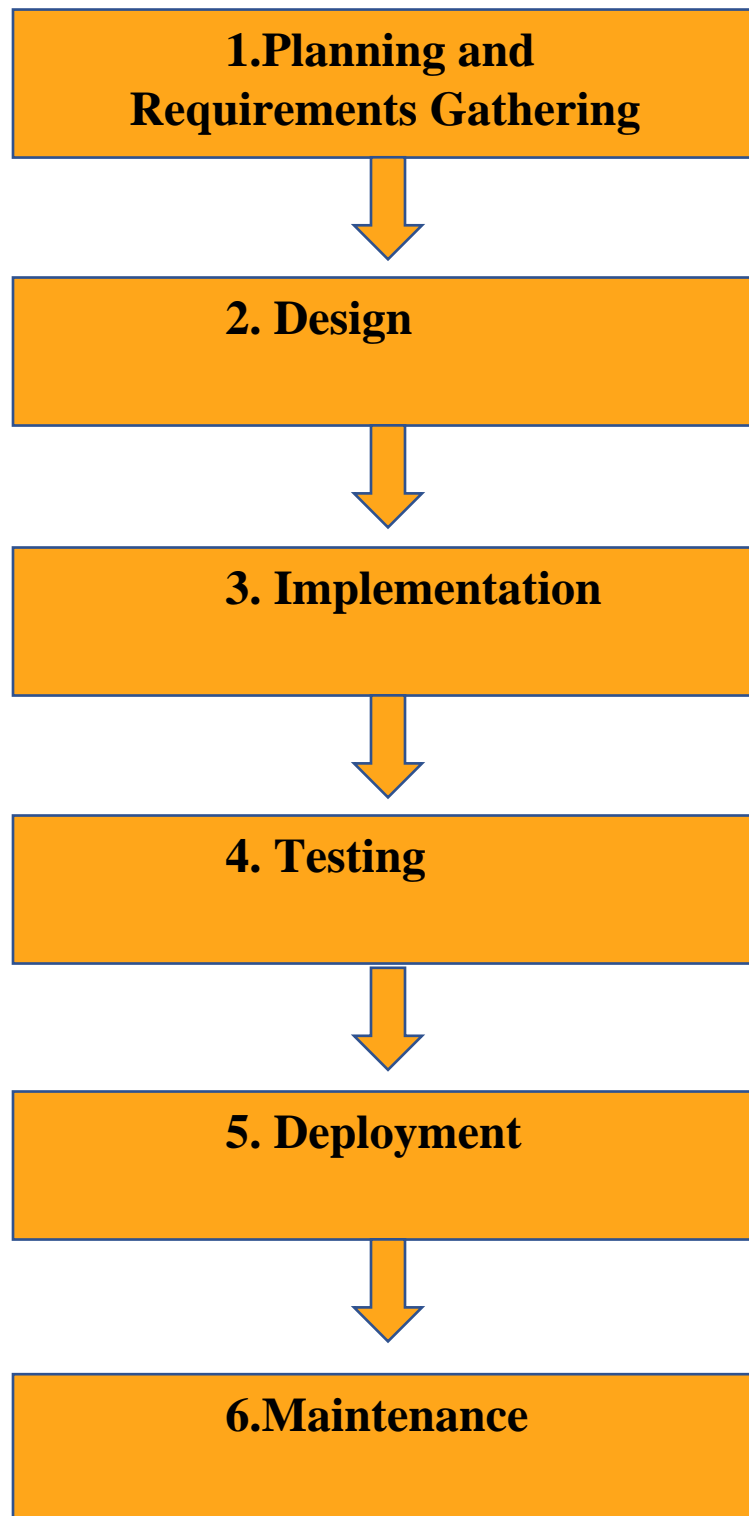 1.Planning and
Requirements Gathering
2. Design
3. Implementation
4. Testing
5. Deployment
6.Maintenance